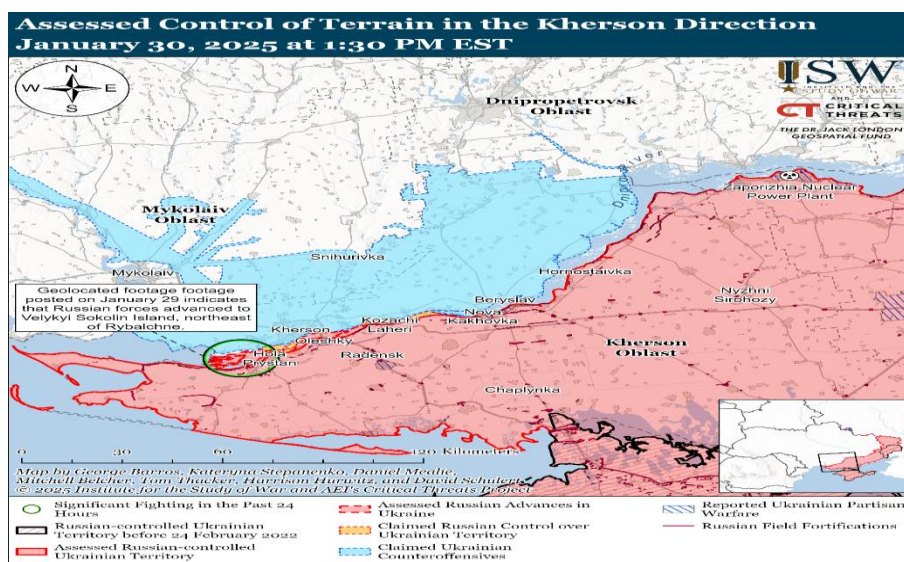 Assessed Control of Terrain in the Kherson Direction
January 30, 2025 at 1:30 PM EST
N
W
E
S
ISW
INSTITUTE FOR THE
STUDY OF WAR
AND
CT CRITICAL
THREATS
THE DR. JACK LONDON
GEOSPATIAL FUND
Dnipropetrovsk
Oblast
Dnipro River
Zaporizhia Nuclear
Power Plant
Mykolaiv
Oblast
Snihurivka
Mykolaiv
Hornostaivka
Geolocated footage footage
posted on January 29 indicates
that Russian forces advanced to
Velykyi Sokolin Island, northeast
of Rybalchne.
Nyzhni
Sirohozy
Beryslav
Kherson
Kozachi
Laheri
Nova
Kakhovka
Oleshky
Hola
Prystan
Radensk
Kherson
Oblast
Chaplynka
0
60
120 Kilometers
Map by George Barros, Kateryna Stepanenko, Daniel Mealie,
Mitchell Belcher, Tom Thacker, Harrison Hurwitz, and David Schulert
© 2025 Institute for the Study of War and AEI's Critical Threats Project
Significant Fighting in the Past 24
Hours
Russian-controlled Ukrainian
Territory before 24 February 2022
Assessed Russian-controlled
Ukrainian Territory
Assessed Russian Advances in
Ukraine
Claimed Russian Control over
Ukrainian Territory
Claimed Ukrainian
Counteroffensives
Reported Ukrainian Partisan
Warfare
Russian Field Fortifications